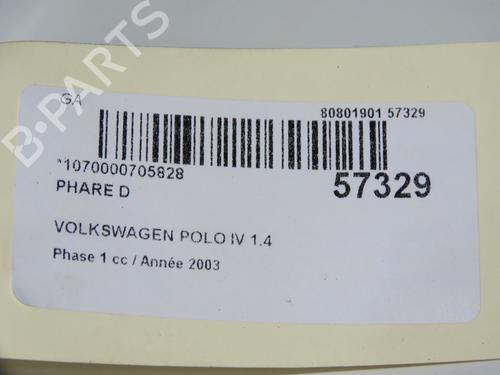 GA
80801901 57329
*1070000705828
PHARE D
57329
VOLKSWAGEN POLO IV 1.4
Phase 1 cc / Année 2003
B-PARTS